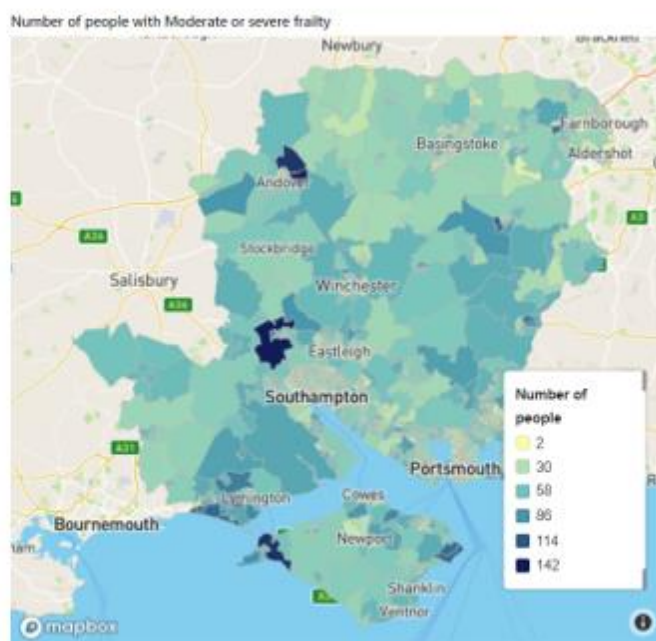 Number of people with Moderate or severe frailty
Newbury
Bracknell
Farnborough
Basingstoke
Aldershot
Andover
A3
A36
Stockbridge
Salisbury
Winchester
A36
Eastleigh
Southampton
Number of
people
2
30
58
86
114
142
A31
Portsmouth
Lymington
Cowes
Bournemouth
Newport
Shanklin
Ventnor
mapbox